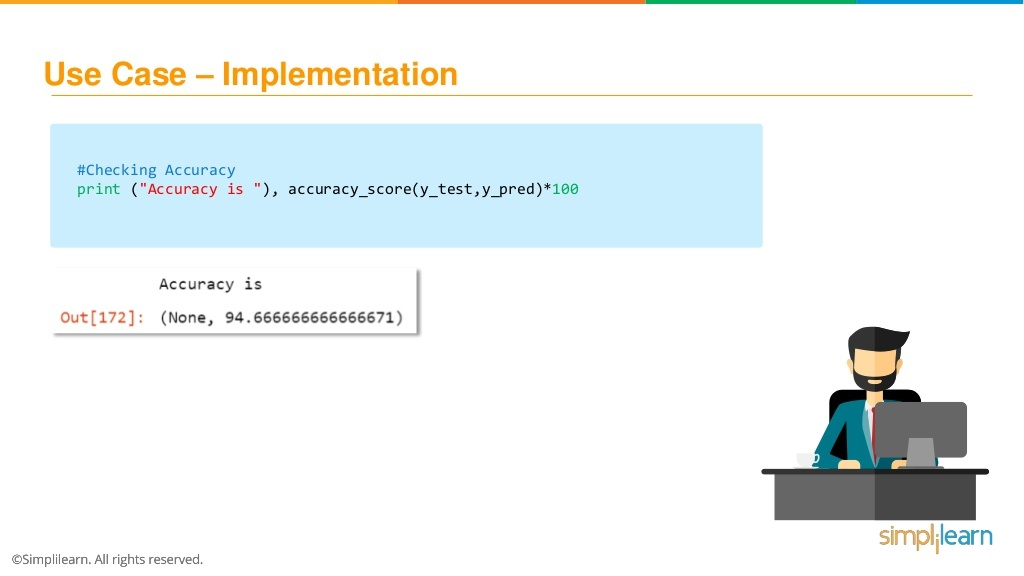 Use Case – Implementation
#Checking Accuracy
print ("Accuracy is "), accuracy_score(y_test,y_pred)*100
Accuracy is
Out[172]: (None, 94.666666666666671)
simplilearn
©Simplilearn. All rights reserved.